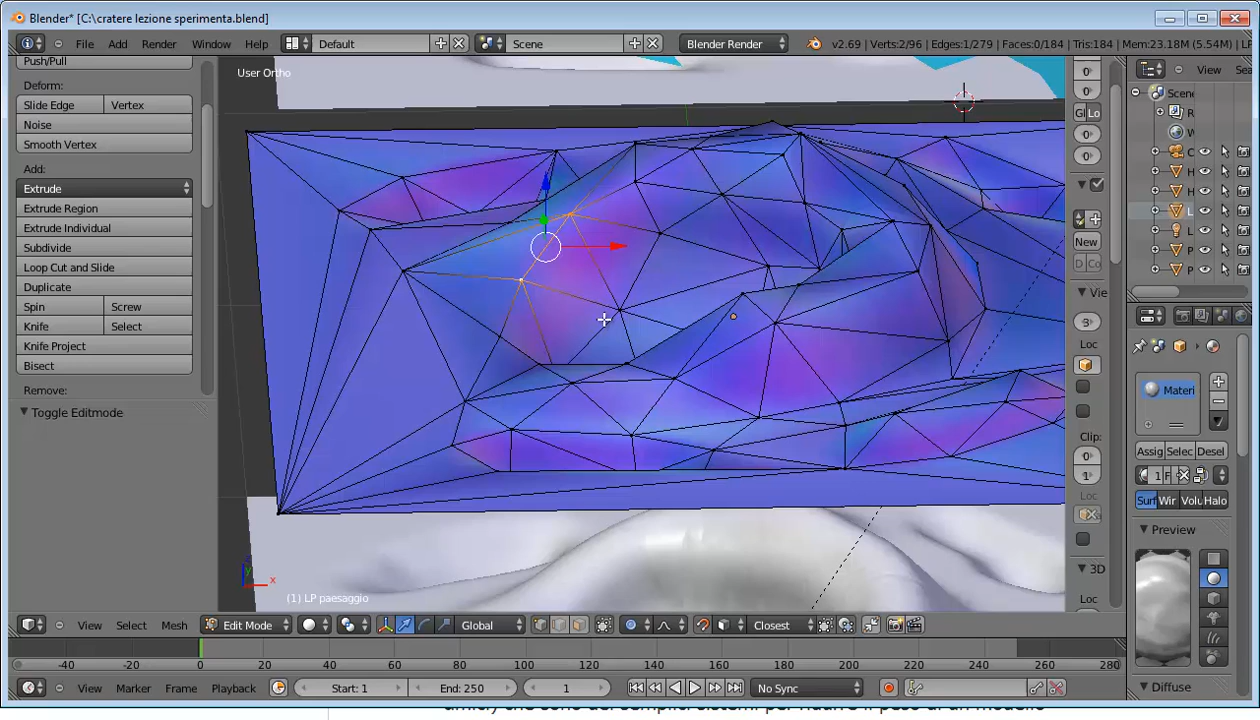 Blender* [C:\cratere lezione sperimenta.blend]
File Add Render Window Help Default Scene Blender Render v2.69 | Verts:2/96 | Edges:1/279 | Faces:0/184 | Tris:184 | Mem:23.18M (5.54M) | LP
Push/Pull
User Ortho
View Sea
Deform:
Slide Edge Vertex
Noise
Smooth Vertex
Add:
Extrude
Extrude Region
Extrude Individual
Subdivide
Loop Cut and Slide
Duplicate
Spin Screw
Knife Select
Knife Project
Bisect
Remove:
Toggle Editmode
Lo
New
Vie
Loc
Clip:
Loc
3D
Loc
Scene
Materi
Assig Selec Desel
Surf Wir Volu Halo
Preview
Diffuse
(1) LP paesaggio
View Select Mesh Edit Mode Global Closest
-40 -20 0 20 40 60 80 100 120 140 160 180 200 220 240 260 280
View Marker Frame Playback Start: 1 End: 250 1 No Sync